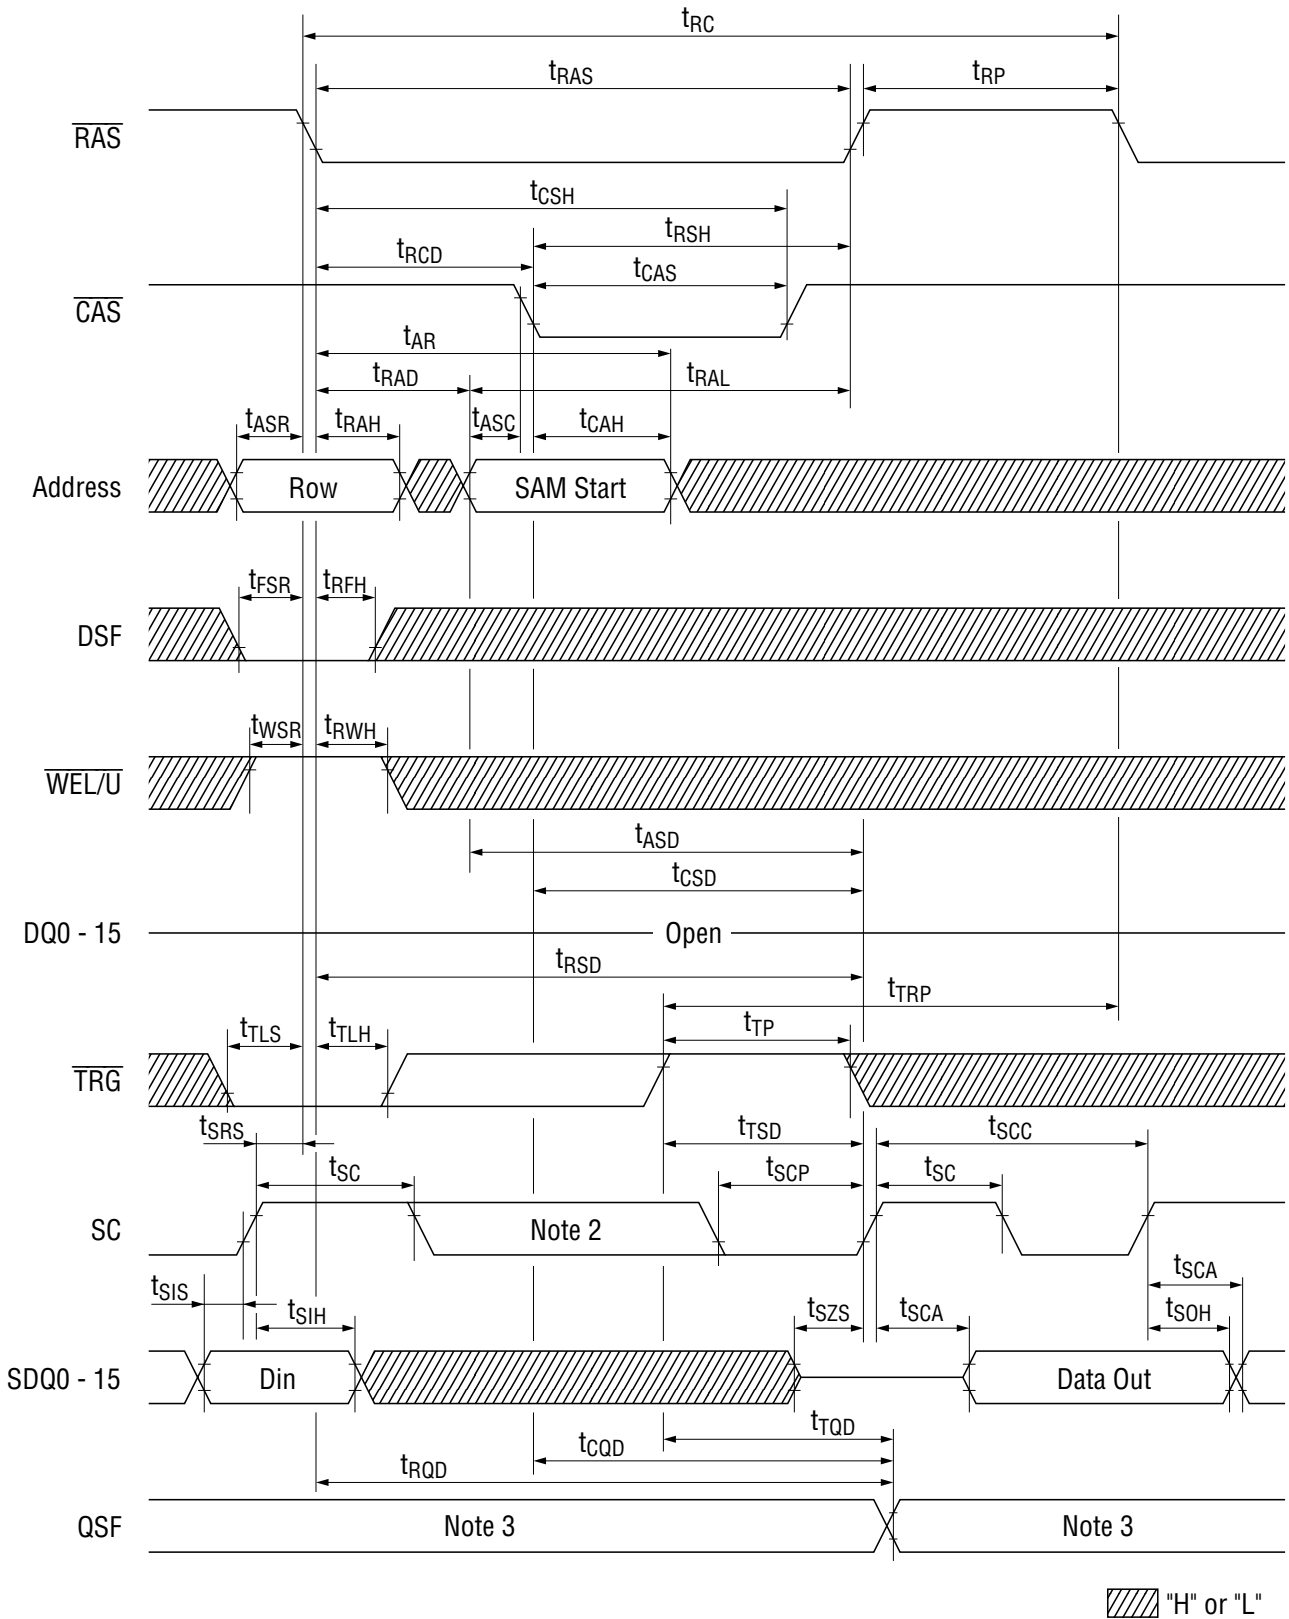 tRC
tRAS tRP
RAS
tCSH
tRSH
tRCD
tCAS
CAS
tAR
tRAD tRAL
tASR tRAH tASC tCAH
Address Row SAM Start
tFSR tRFH
DSF
tWSR tRWH
WEL/U
tASD
tCSD
DQ0 - 15 Open
tRSD
tTRP
tTLS tTLH tTP
TRG
tSRS tTSD tSCC
tSC tSCP tSC
SC Note 2
tSCA
tSIS tSIH tSZS tSCA tSOH
SDQ0 - 15 Din Data Out
tTQD
tCQD
tRQD
QSF Note 3 Note 3
"H" or "L"